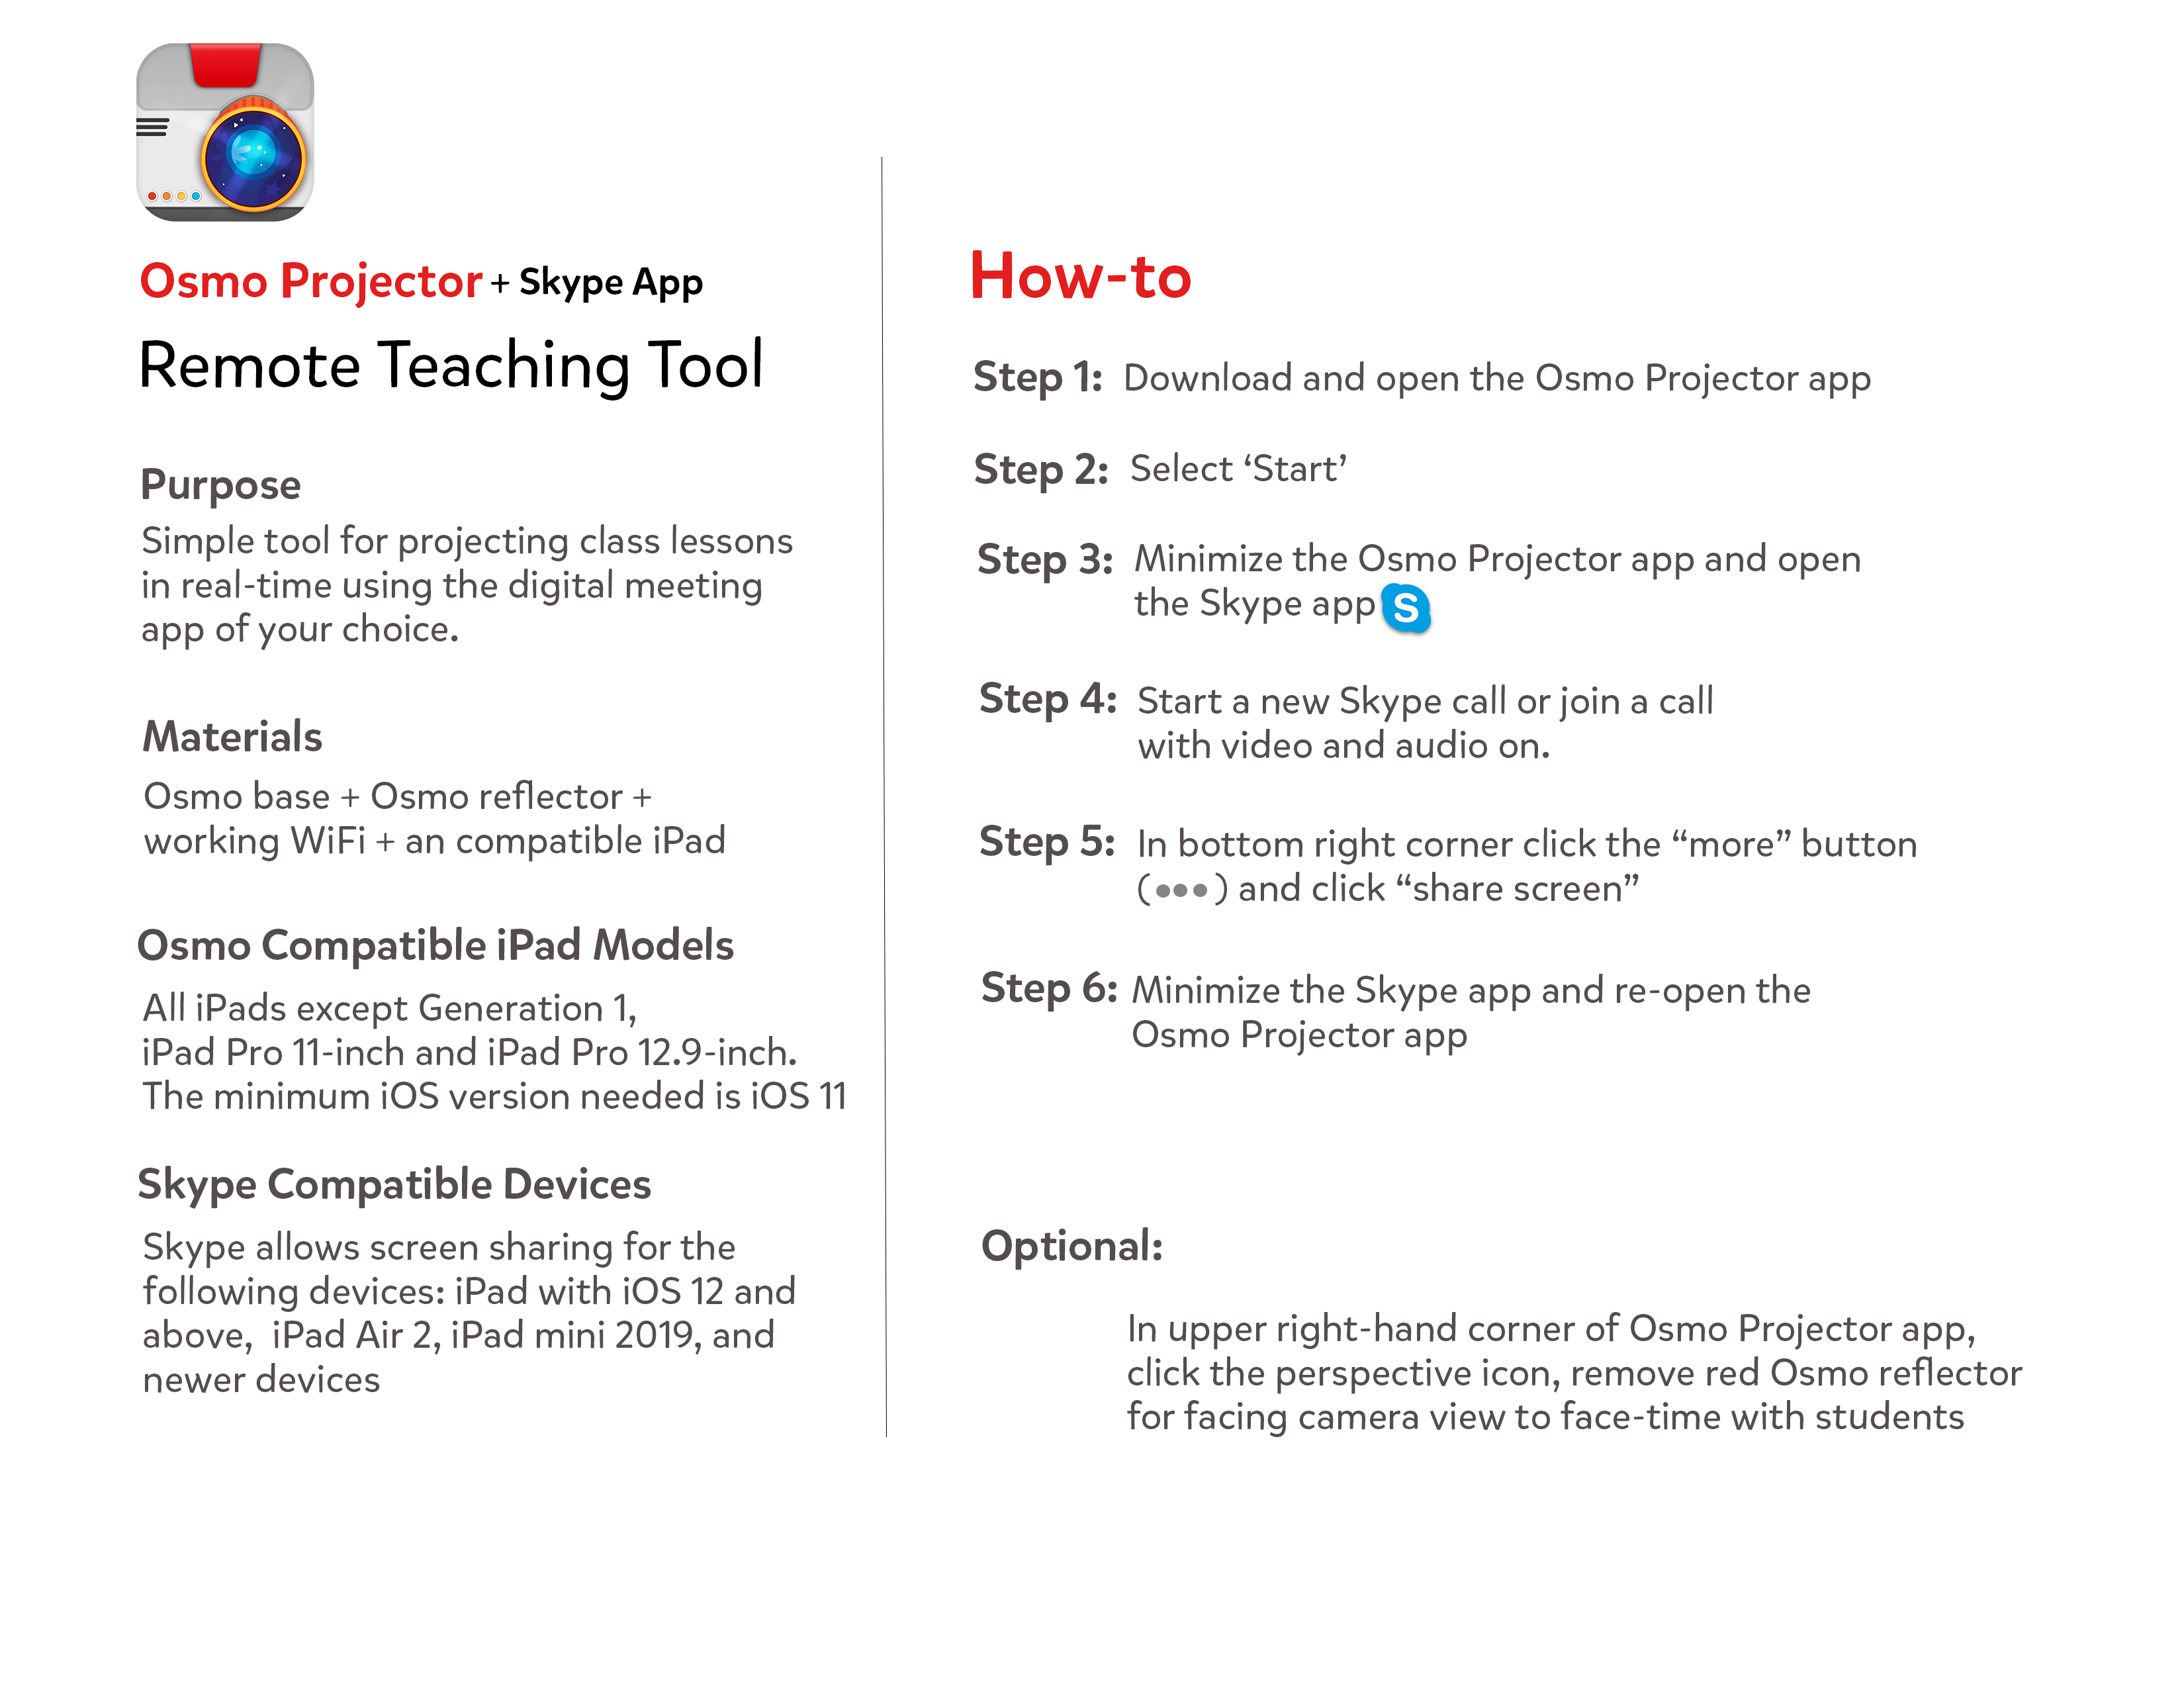 Osmo Projector + Skype App
Remote Teaching Tool
Purpose
Simple tool for projecting class lessons
in real-time using the digital meeting
app of your choice.
Materials
Osmo base + Osmo reflector +
working WiFi + an compatible iPad
Osmo Compatible iPad Models
All iPads except Generation 1,
iPad Pro 11-inch and iPad Pro 12.9-inch.
The minimum iOS version needed is iOS 11
Skype Compatible Devices
Skype allows screen sharing for the
following devices: iPad with iOS 12 and
above, iPad Air 2, iPad mini 2019, and
newer devices
How-to
Step 1: Download and open the Osmo Projector app
Step 2: Select ‘Start’
Step 3: Minimize the Osmo Projector app and open
the Skype app S
Step 4: Start a new Skype call or join a call
with video and audio on.
Step 5: In bottom right corner click the “more” button
(•••) and click “share screen”
Step 6: Minimize the Skype app and re-open the
Osmo Projector app
Optional:
In upper right-hand corner of Osmo Projector app,
click the perspective icon, remove red Osmo reflector
for facing camera view to face-time with students